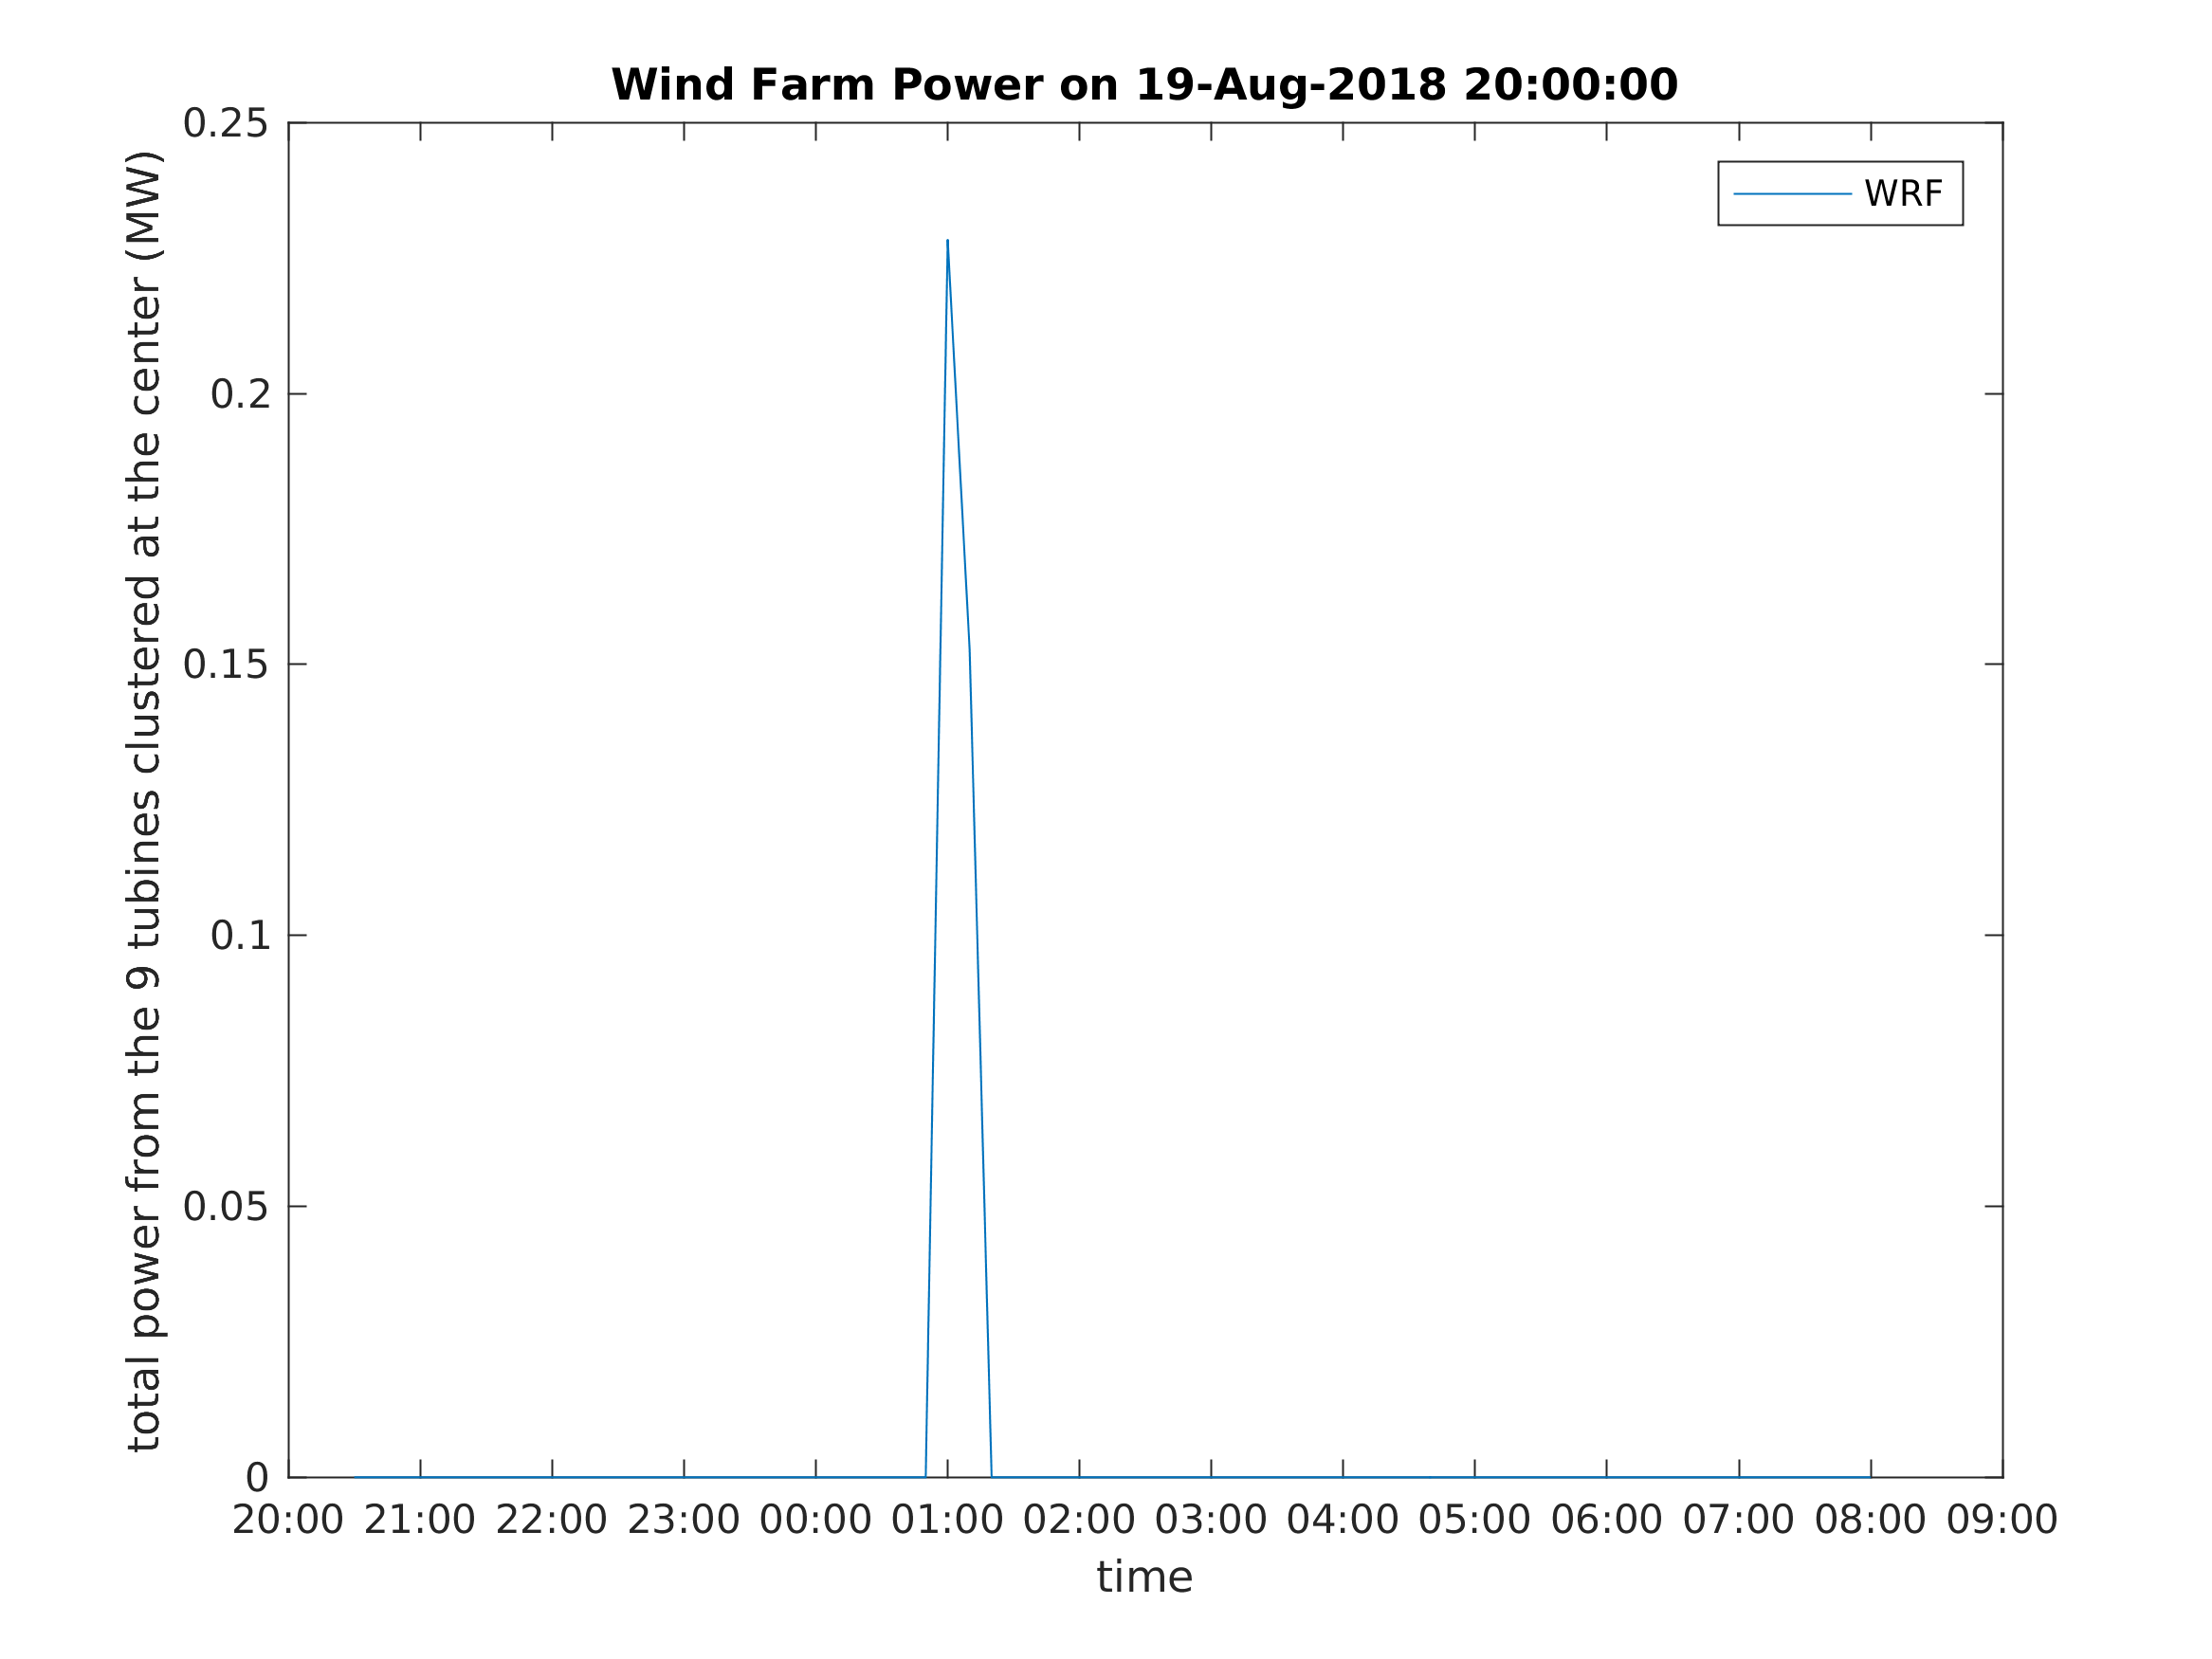 Wind Farm Power on 19-Aug-2018 20:00:00
total power from the 9 tubines clustered at the center (MW)
0.25
0.2
0.15
0.1
0.05
0
WRF
20:00 21:00 22:00 23:00 00:00 01:00 02:00 03:00 04:00 05:00 06:00 07:00 08:00 09:00
time